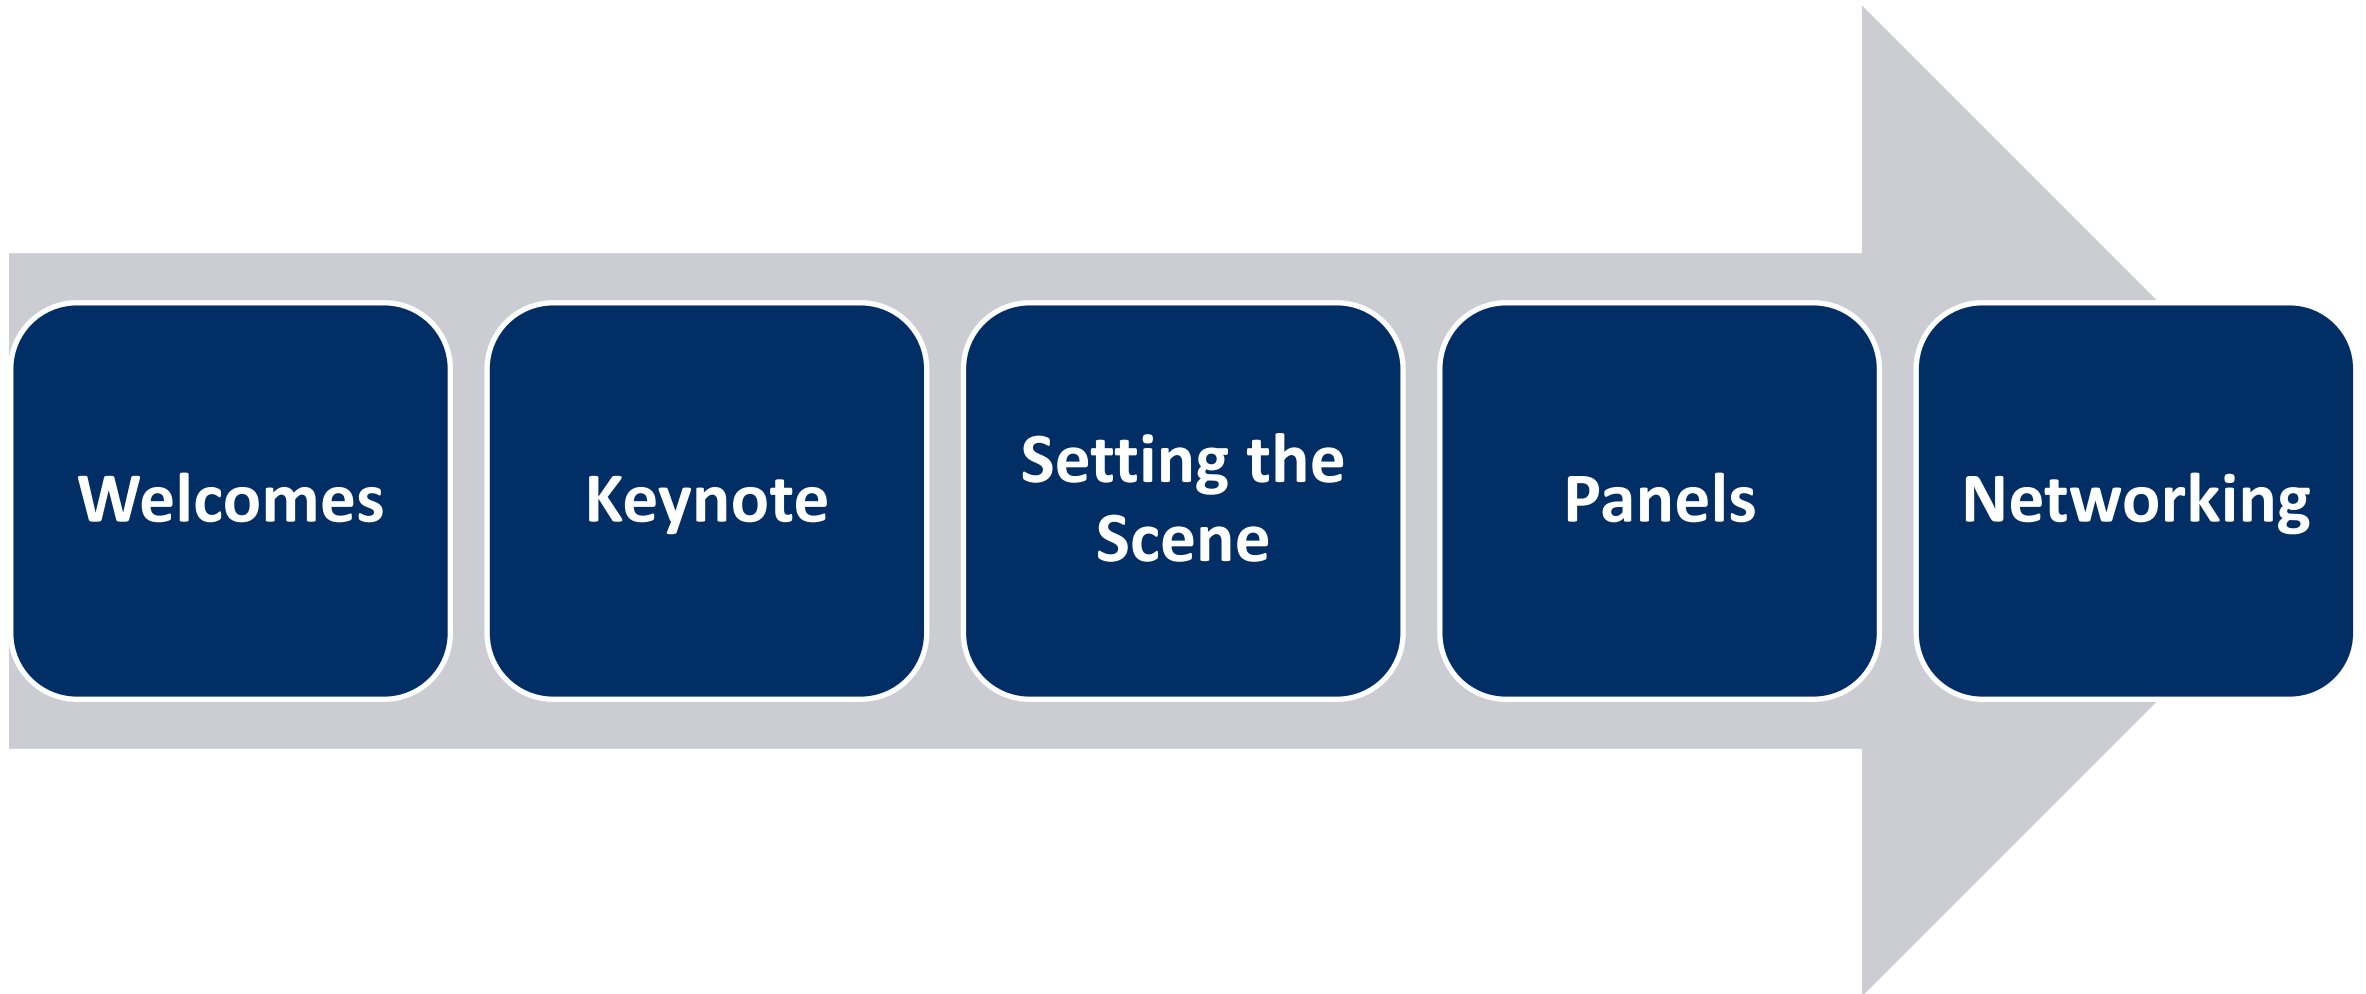 Welcomes
Keynote
Setting the
Scene
Panels
Networking